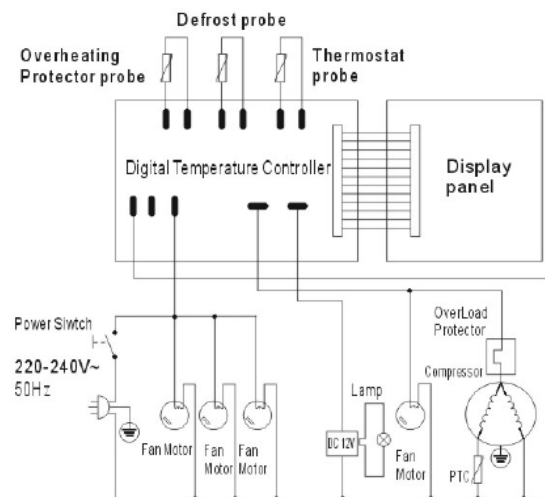 Defrost probe
Overheating
Protector probe
Thermostat
probe
Digital Temperature Controller
Display
panel
Power Siwtch
220-240V~
50Hz
OverLoad
Protector
Compressor
Lamp
DC 12V
Fan Motor
Fan
Motor
Fan
Motor
Fan
Motor
PTC